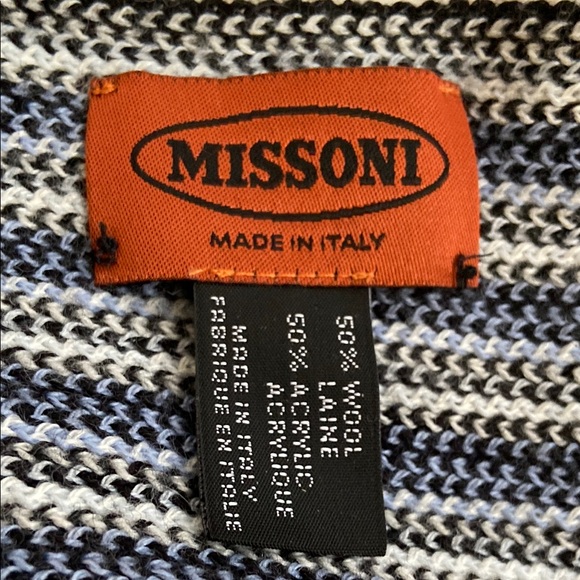 MISSONI
MADE IN ITALY
50% WOOL
LAINE
50% ACRYLIC
ACRYLIQUE
MADE IN ITALY
FABRIQUE EN ITALIE